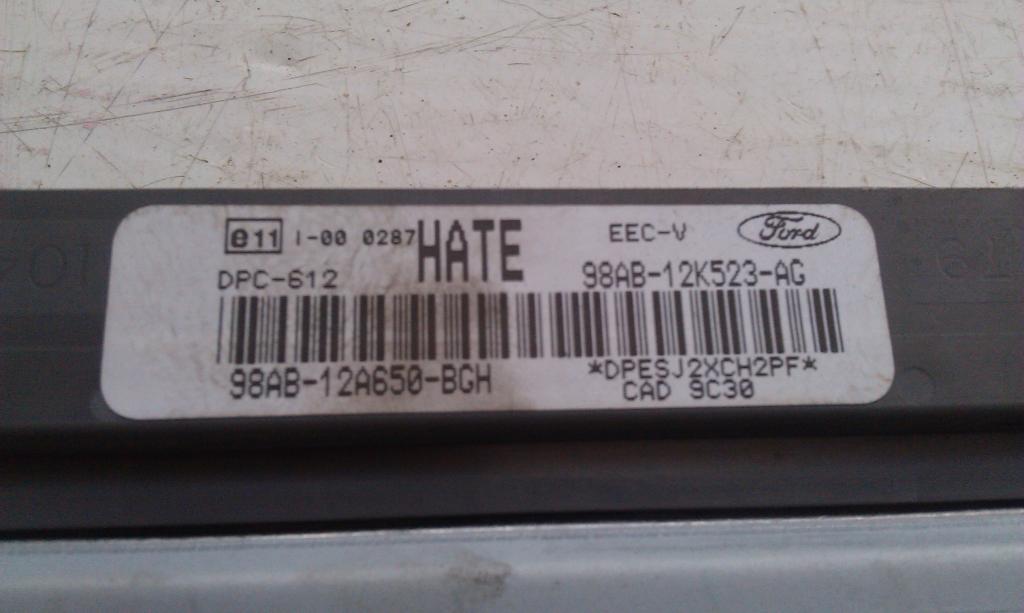 e11 I-00 0287 HATE EEC-V Ford
DPC-612 98AB-12K523-AG
98AB-12A650-BGH *DPESJ2XCH2PF*
CAD 9C30